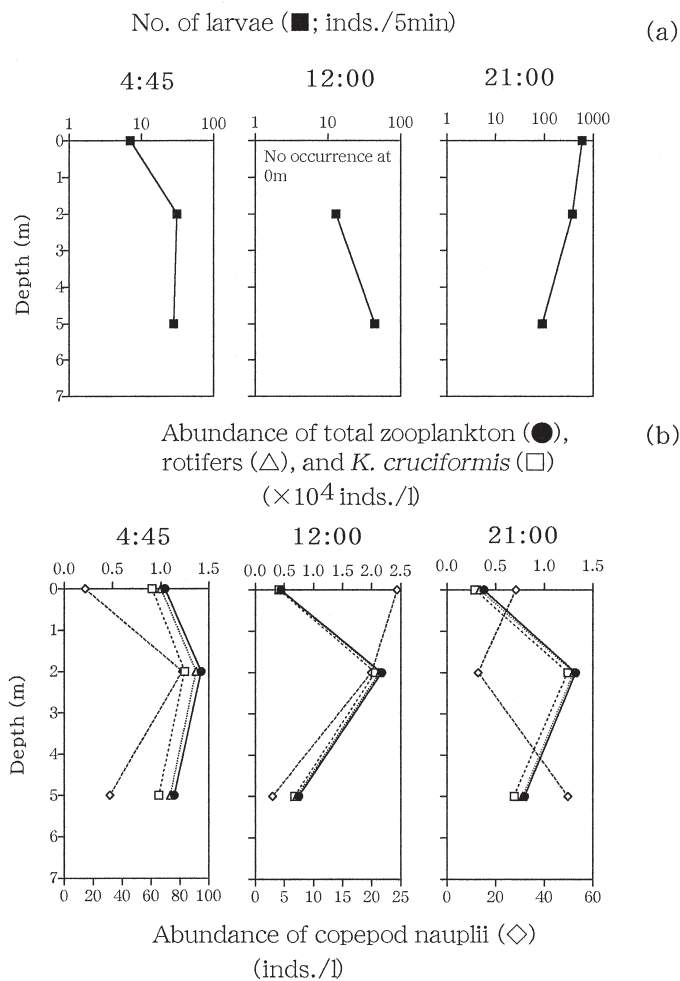 No. of larvae (■; inds./5min)
(a)
4:45 12:00 21:00
1 10 100 1 10 100 1 10 100 1000
No occurrence at
0m
0
1
2
3
4
5
6
7
Depth (m)
Abundance of total zooplankton (●),
(b)
rotifers (△), and K. cruciformis (□)
(×10⁴ inds./l)
4:45 12:00 21:00
0.0 0.5 1.0 1.5 0.0 0.5 1.0 1.5 2.0 2.5 0.0 0.5 1.0 1.5
0
1
2
3
4
5
6
7
Depth (m)
0 20 40 60 80 100 0 5 10 15 20 25 0 20 40 60
Abundance of copepod nauplii (◇)
(inds./l)